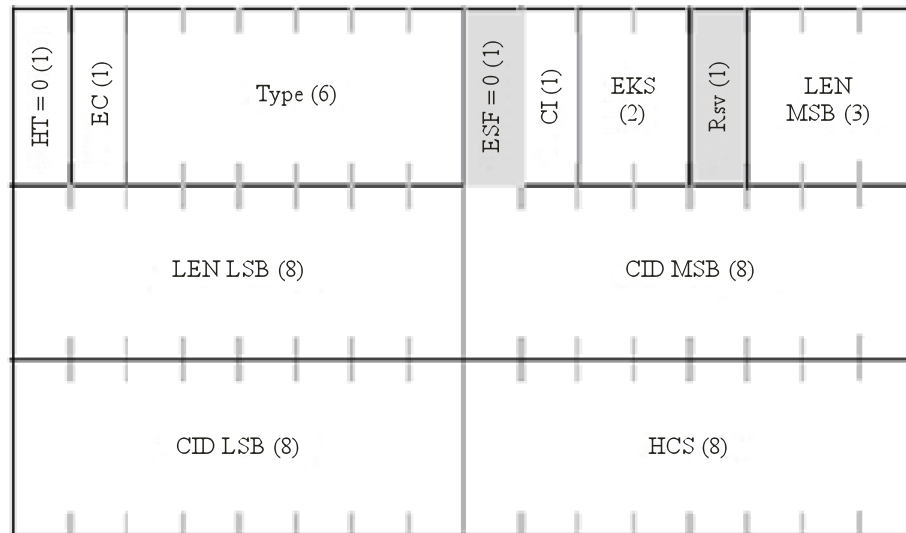 HT = 0 (1)
EC (1)
Type (6)
ESF = 0 (1)
CI (1)
EKS
(2)
Rsv (1)
LEN
MSB (3)
LEN LSB (8)
CID MSB (8)
CID LSB (8)
HCS (8)